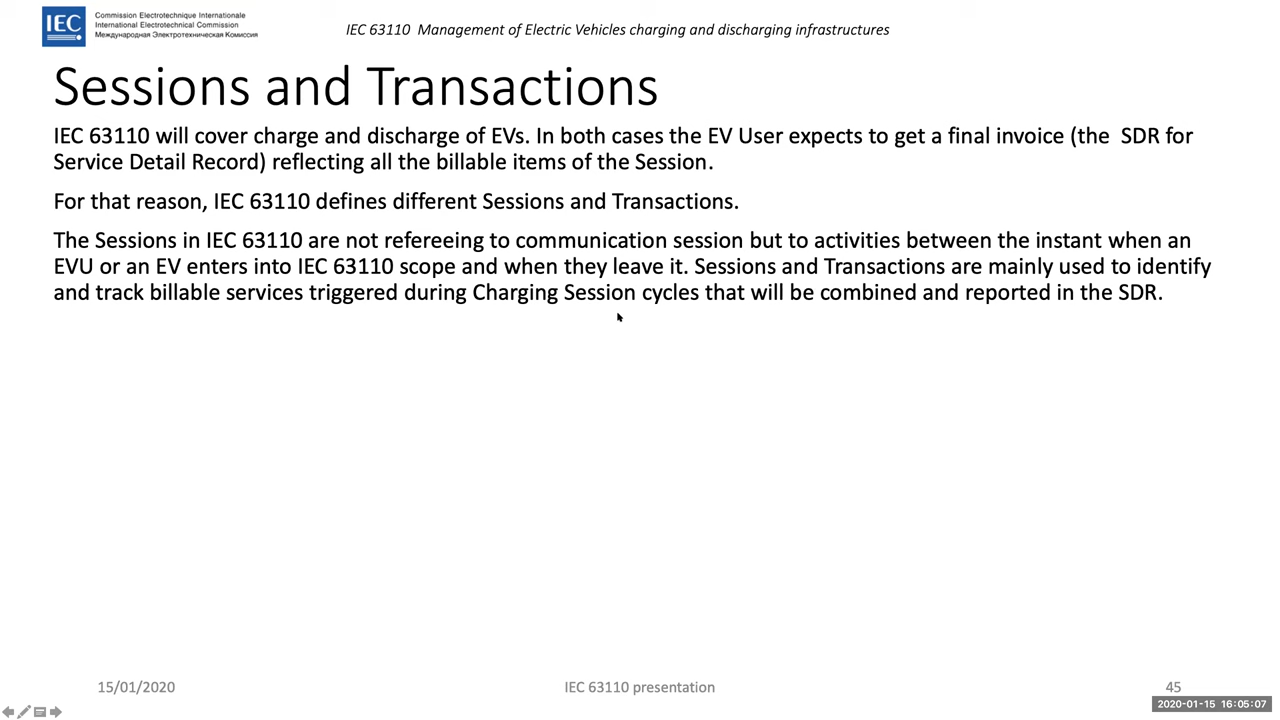 IEC
Commission Electrotechnique Internationale
International Electrotechnical Commission
Международная Электротехническая Комиссия
IEC 63110 Management of Electric Vehicles charging and discharging infrastructures
Sessions and Transactions
IEC 63110 will cover charge and discharge of EVs. In both cases the EV User expects to get a final invoice (the SDR for
Service Detail Record) reflecting all the billable items of the Session.
For that reason, IEC 63110 defines different Sessions and Transactions.
The Sessions in IEC 63110 are not refereeing to communication session but to activities between the instant when an
EVU or an EV enters into IEC 63110 scope and when they leave it. Sessions and Transactions are mainly used to identify
and track billable services triggered during Charging Session cycles that will be combined and reported in the SDR.
15/01/2020
IEC 63110 presentation
45
2020-01-15 16:05:07